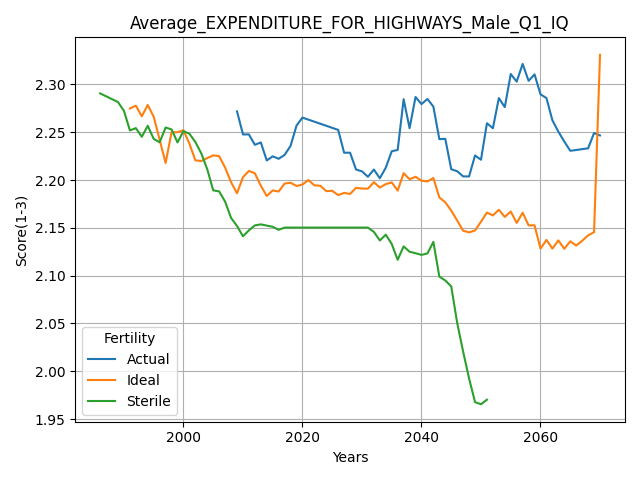 Average_EXPENDITURE_FOR_HIGHWAYS_Male_Q1_IQ
Score(1-3)
2.30
2.25
2.20
2.15
2.10
2.05
2.00
1.95
Fertility
Actual
Ideal
Sterile
2000
2020
2040
2060
Years